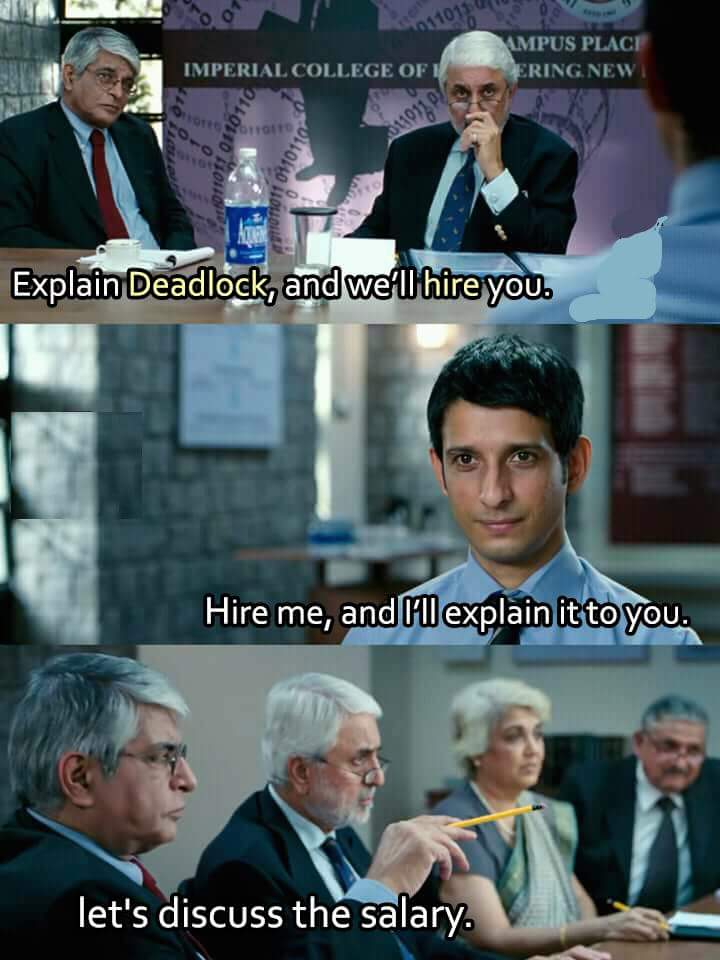 AMPUS PLAC
IMPERIAL COLLEGE OF ERING NEW
Explain Deadlock, and we'll hire you.
Hire me, and I'll explain it to you.
let's discuss the salary.